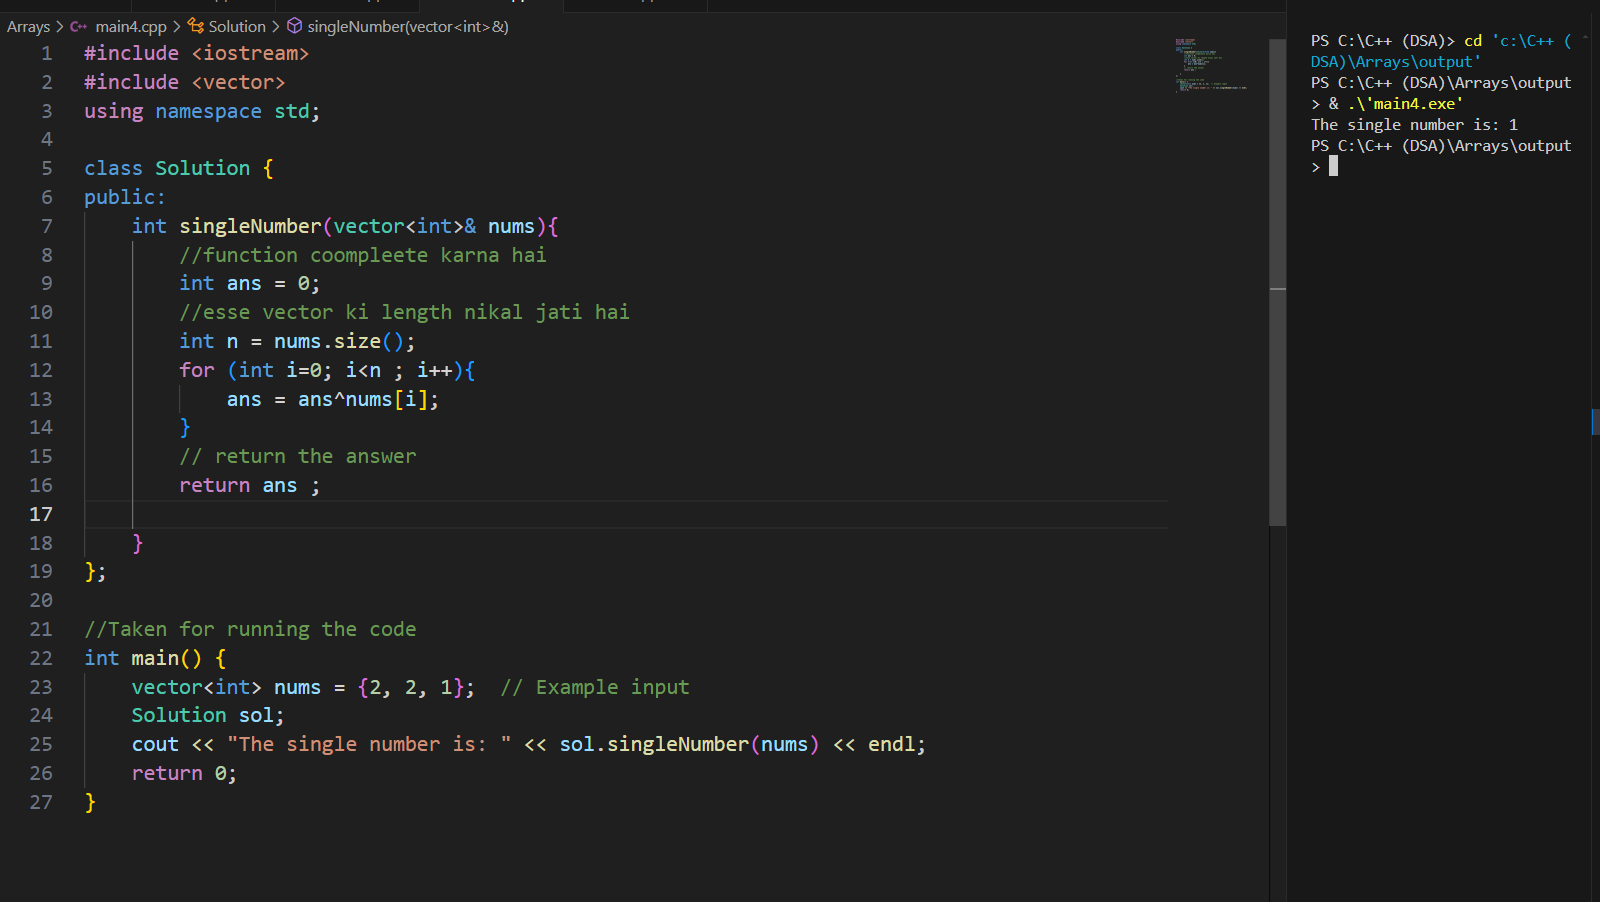 Arrays > C++ main4.cpp > Solution > singleNumber(vector<int>&)
1 #include <iostream>
2 #include <vector>
3 using namespace std;
4
5 class Solution {
6 public:
7     int singleNumber(vector<int>& nums){
8         //function coompleete karna hai
9         int ans = 0;
10         //esse vector ki length nikal jati hai
11         int n = nums.size();
12         for (int i=0; i<n ; i++){
13             ans = ans^nums[i];
14         }
15         // return the answer
16         return ans ;
17
18     }
19 };
20
21 //Taken for running the code
22 int main() {
23     vector<int> nums = {2, 2, 1};  // Example input
24     Solution sol;
25     cout << "The single number is: " << sol.singleNumber(nums) << endl;
26     return 0;
27 }
PS C:\C++ (DSA)> cd 'c:\C++ (
DSA)\Arrays\output'
PS C:\C++ (DSA)\Arrays\output
> & .\'main4.exe'
The single number is: 1
PS C:\C++ (DSA)\Arrays\output
>